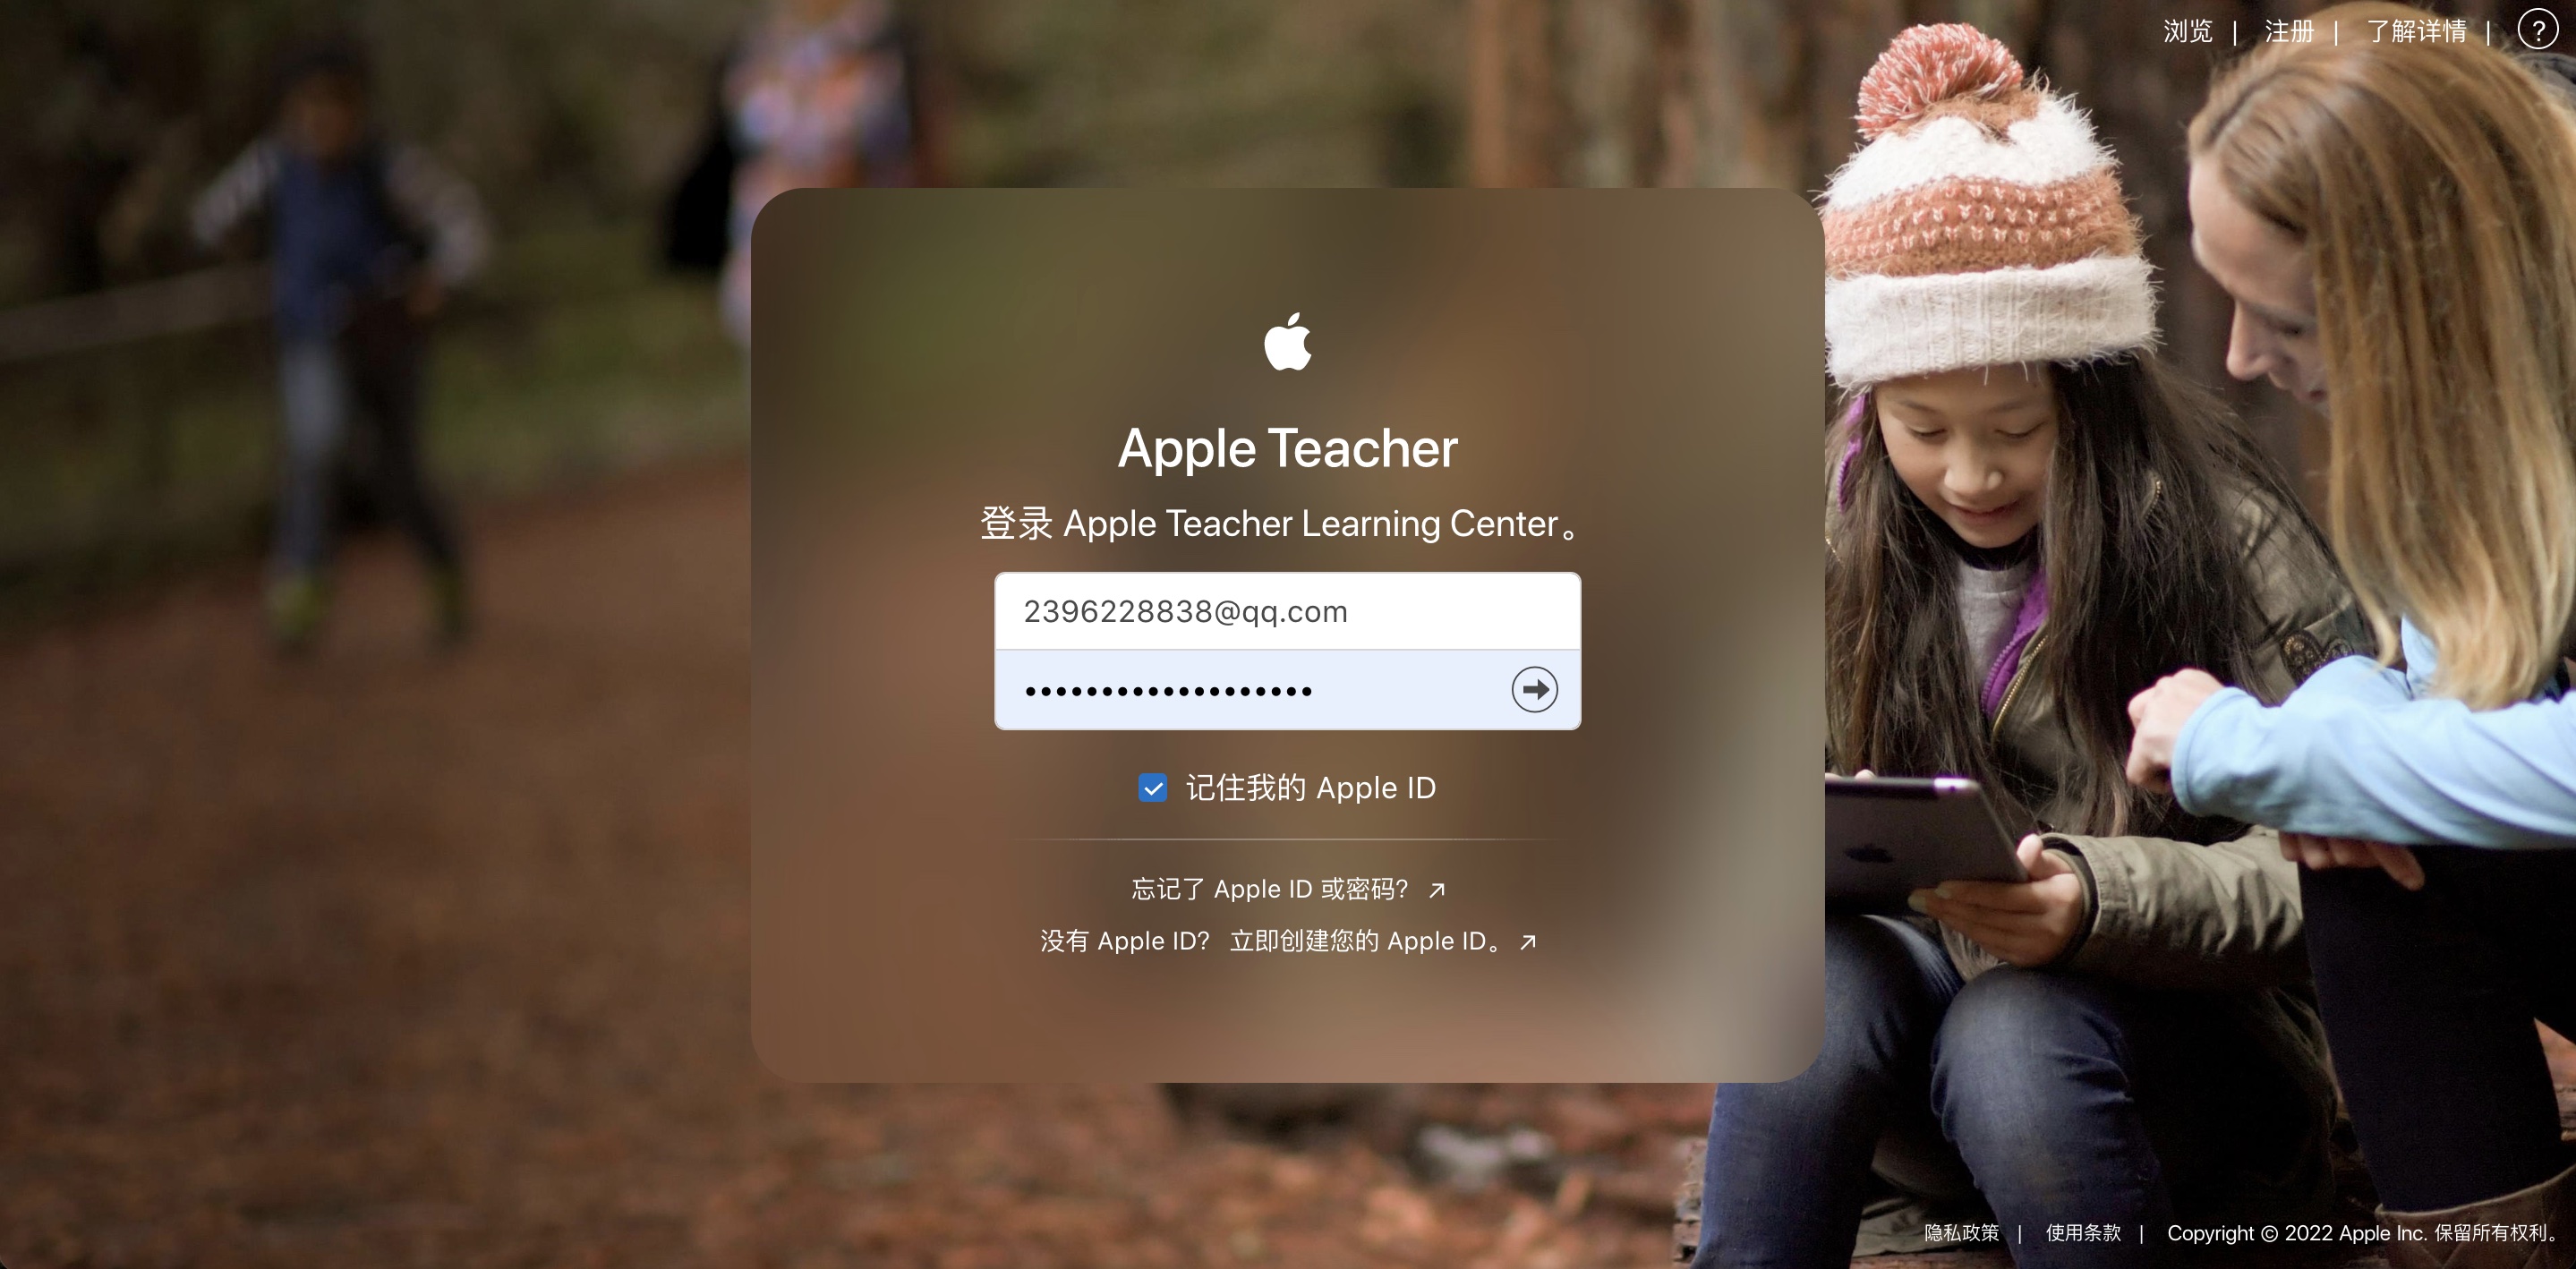 浏览 | 注册 | 了解详情 | ?
Apple Teacher
登录 Apple Teacher Learning Center。
2396228838@qq.com
•••••••••••••••••••
记住我的 Apple ID
忘记了 Apple ID 或密码? ↗
没有 Apple ID? 立即创建您的 Apple ID。 ↗
隐私政策 | 使用条款 | Copyright © 2022 Apple Inc. 保留所有权利。